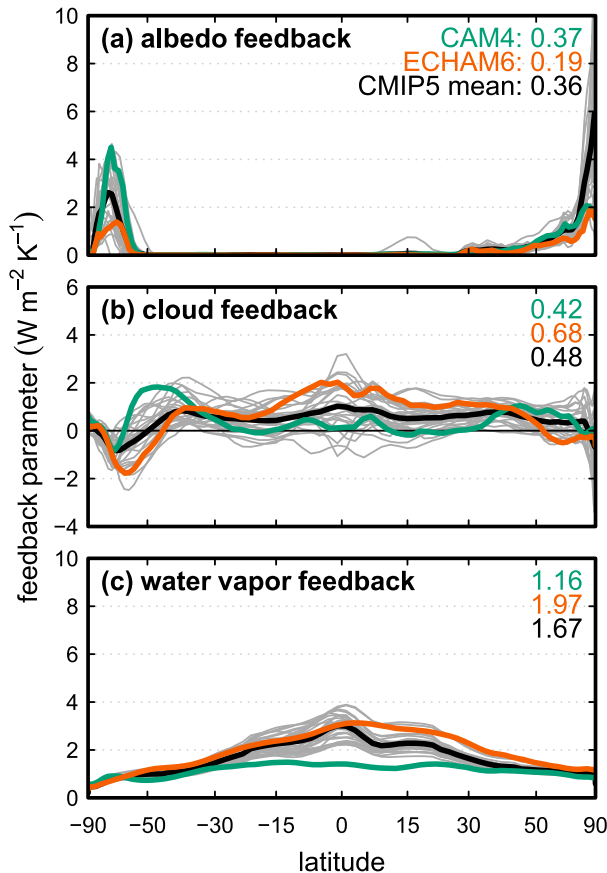 (a) albedo feedback
CAM4: 0.37
ECHAM6: 0.19
CMIP5 mean: 0.36
10
8
6
4
2
0
(b) cloud feedback
0.42
0.68
0.48
6
4
2
0
−2
−4
feedback parameter (W m⁻² K⁻¹)
(c) water vapor feedback
1.16
1.97
1.67
10
8
6
4
2
0
−90 −50 −30 −15 0 15 30 50 90
latitude